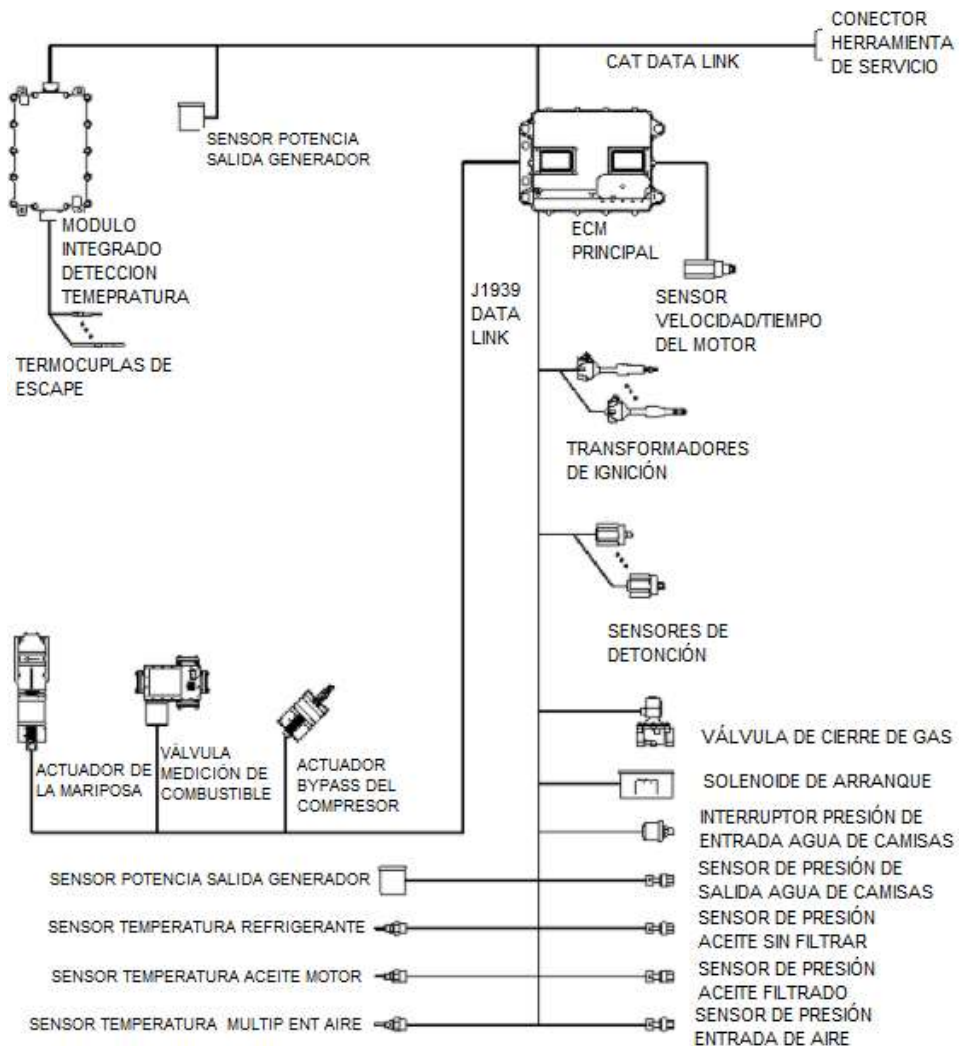 CONECTOR
HERRAMIENTA
DE SERVICIO
CAT DATA LINK
SENSOR POTENCIA
SALIDA GENERADOR
MODULO
INTEGRADO
DETECCION
TEMEPRATURA
ECM
PRINCIPAL
J1939
DATA
LINK
SENSOR
VELOCIDAD/TIEMPO
DEL MOTOR
TERMOCUPLAS DE
ESCAPE
TRANSFORMADORES
DE IGNICIÓN
SENSORES DE
DETONCIÓN
ACTUADOR DE
LA MARIPOSA
VÁLVULA
MEDICIÓN DE
COMBUSTIBLE
ACTUADOR
BYPASS DEL
COMPRESOR
VÁLVULA DE CIERRE DE GAS
SOLENOIDE DE ARRANQUE
INTERRUPTOR PRESIÓN DE
ENTRADA AGUA DE CAMISAS
SENSOR POTENCIA SALIDA GENERADOR
SENSOR DE PRESIÓN DE
SALIDA AGUA DE CAMISAS
SENSOR TEMPERATURA REFRIGERANTE
SENSOR DE PRESIÓN
ACEITE SIN FILTRAR
SENSOR TEMPERATURA ACEITE MOTOR
SENSOR DE PRESIÓN
ACEITE FILTRADO
SENSOR TEMPERATURA MULTIP ENT AIRE
SENSOR DE PRESIÓN
ENTRADA DE AIRE